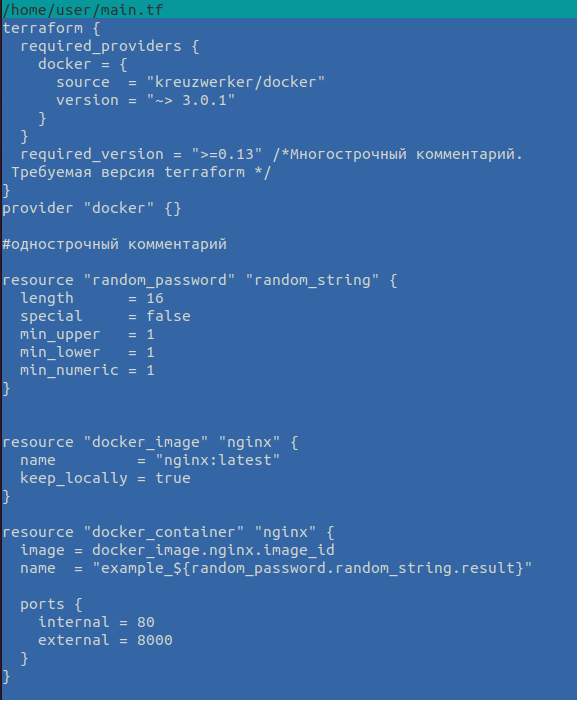 /home/user/main.tf
terraform {
  required_providers {
    docker = {
      source  = "kreuzwerker/docker"
      version = "~> 3.0.1"
    }
  }
  required_version = ">=0.13" /*Многострочный комментарий.
 Требуемая версия terraform */
}
provider "docker" {}

#однострочный комментарий

resource "random_password" "random_string" {
  length      = 16
  special     = false
  min_upper   = 1
  min_lower   = 1
  min_numeric = 1
}


resource "docker_image" "nginx" {
  name         = "nginx:latest"
  keep_locally = true
}

resource "docker_container" "nginx" {
  image = docker_image.nginx.image_id
  name  = "example_${random_password.random_string.result}"

  ports {
    internal = 80
    external = 8000
  }
}